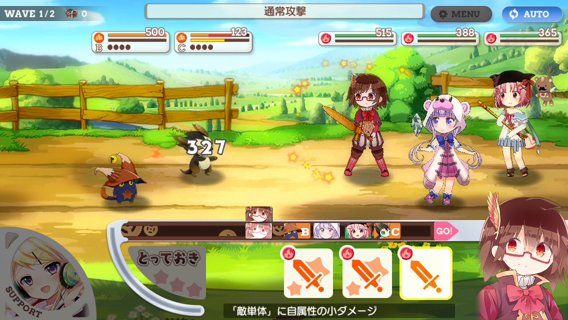 WAVE 1/2
0
通常攻撃
MENU
AUTO
B
500
C
123
515
388
365
327
B
C
GO!
SUPPORT
とっておき
「敵単体」に自属性の小ダメージ